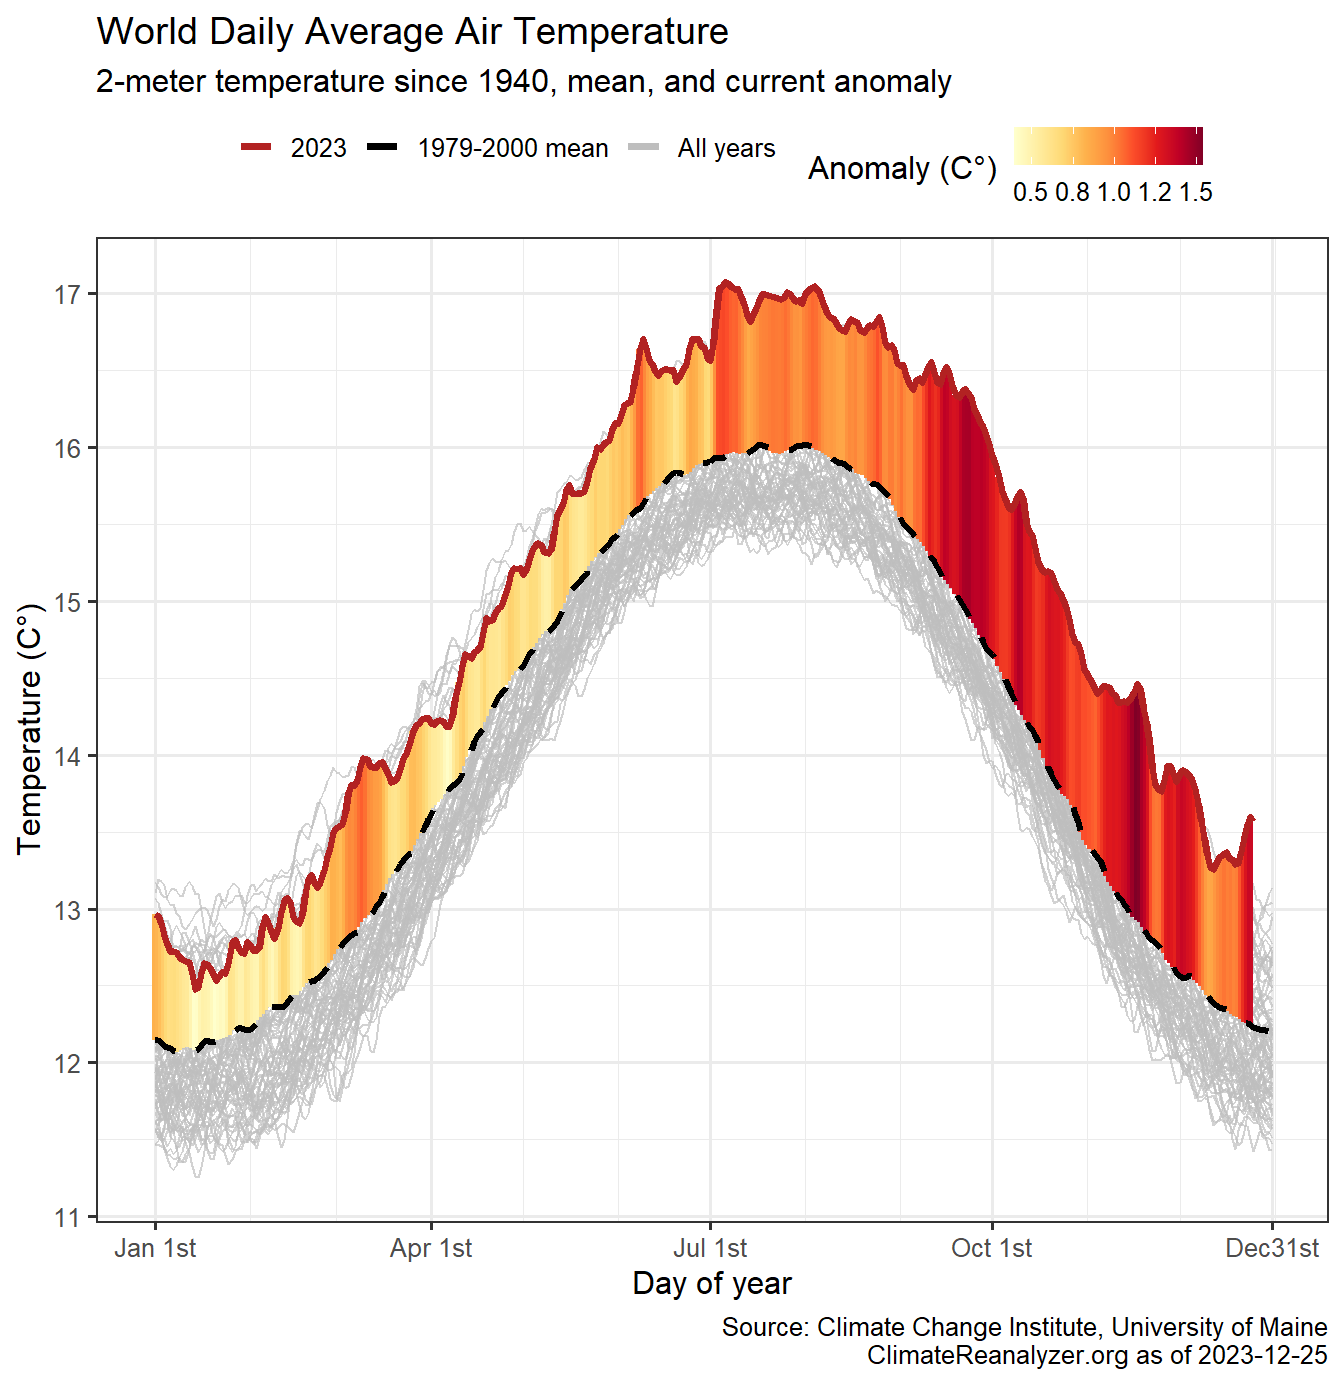 World Daily Average Air Temperature
2-meter temperature since 1940, mean, and current anomaly
2023 1979-2000 mean All years
Anomaly (C°)
0.5 0.8 1.0 1.2 1.5
Temperature (C°)
17
16
15
14
13
12
11
Jan 1st Apr 1st Jul 1st Oct 1st Dec31st
Day of year
Source: Climate Change Institute, University of Maine
ClimateReanalyzer.org as of 2023-12-25